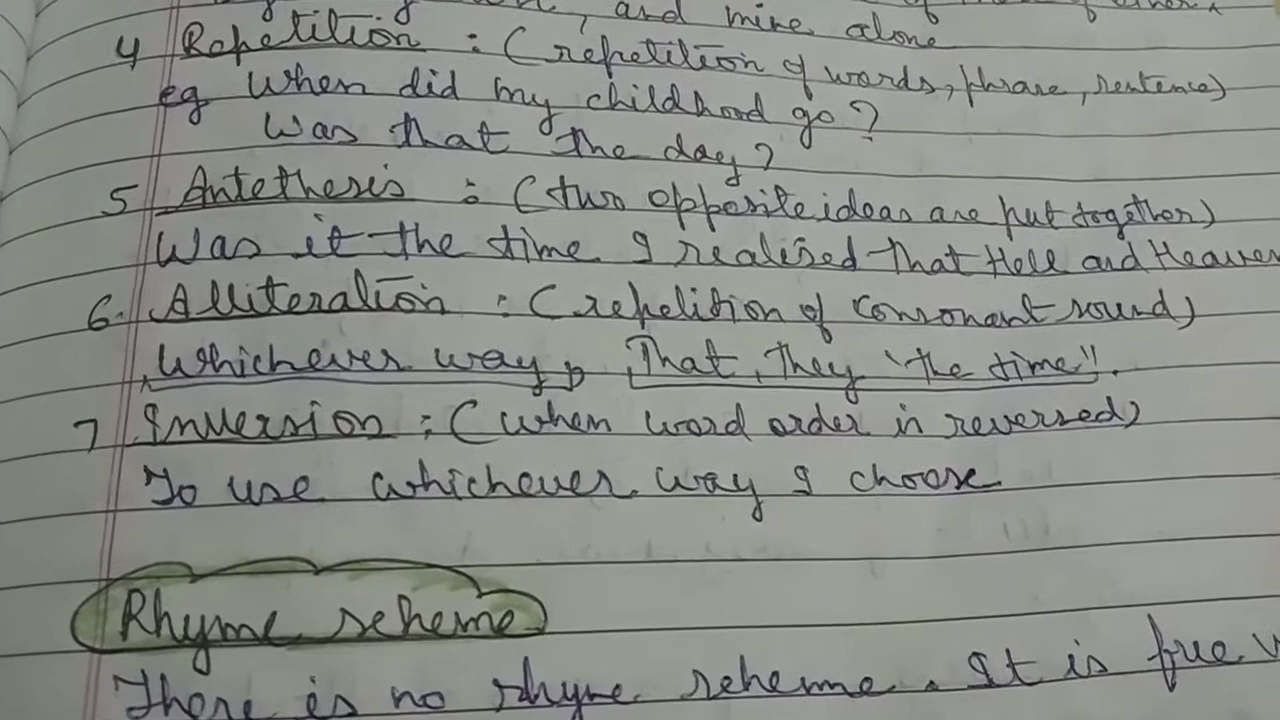 and mine alone
4 Repetition : (repetition of words, phrase, sentence)
eg When did my childhood go?
Was that the day?
5 Antethesis : (two opposite ideas are put together)
Was it the time I realised that Hell and Heaven
6. Alliteration : (repetition of consonant sound)
Whichever way, That, They "the time".
7 Inversion : (when word order is reversed)
To use whichever way I choose
Rhyme scheme
There is no rhyme scheme. It is free